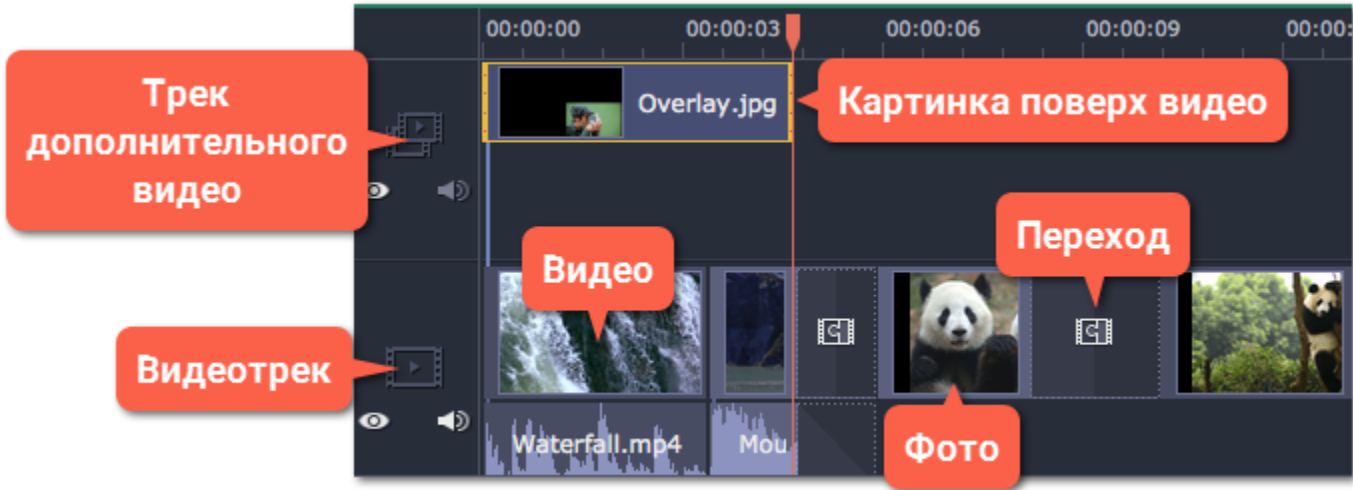 00:00:00 00:00:03 00:00:06 00:00:09 00:00:
Трек
дополнительного
видео
Overlay.jpg
Картинка поверх видео
Переход
Видео
Видеотрек
Waterfall.mp4
Mou
Фото